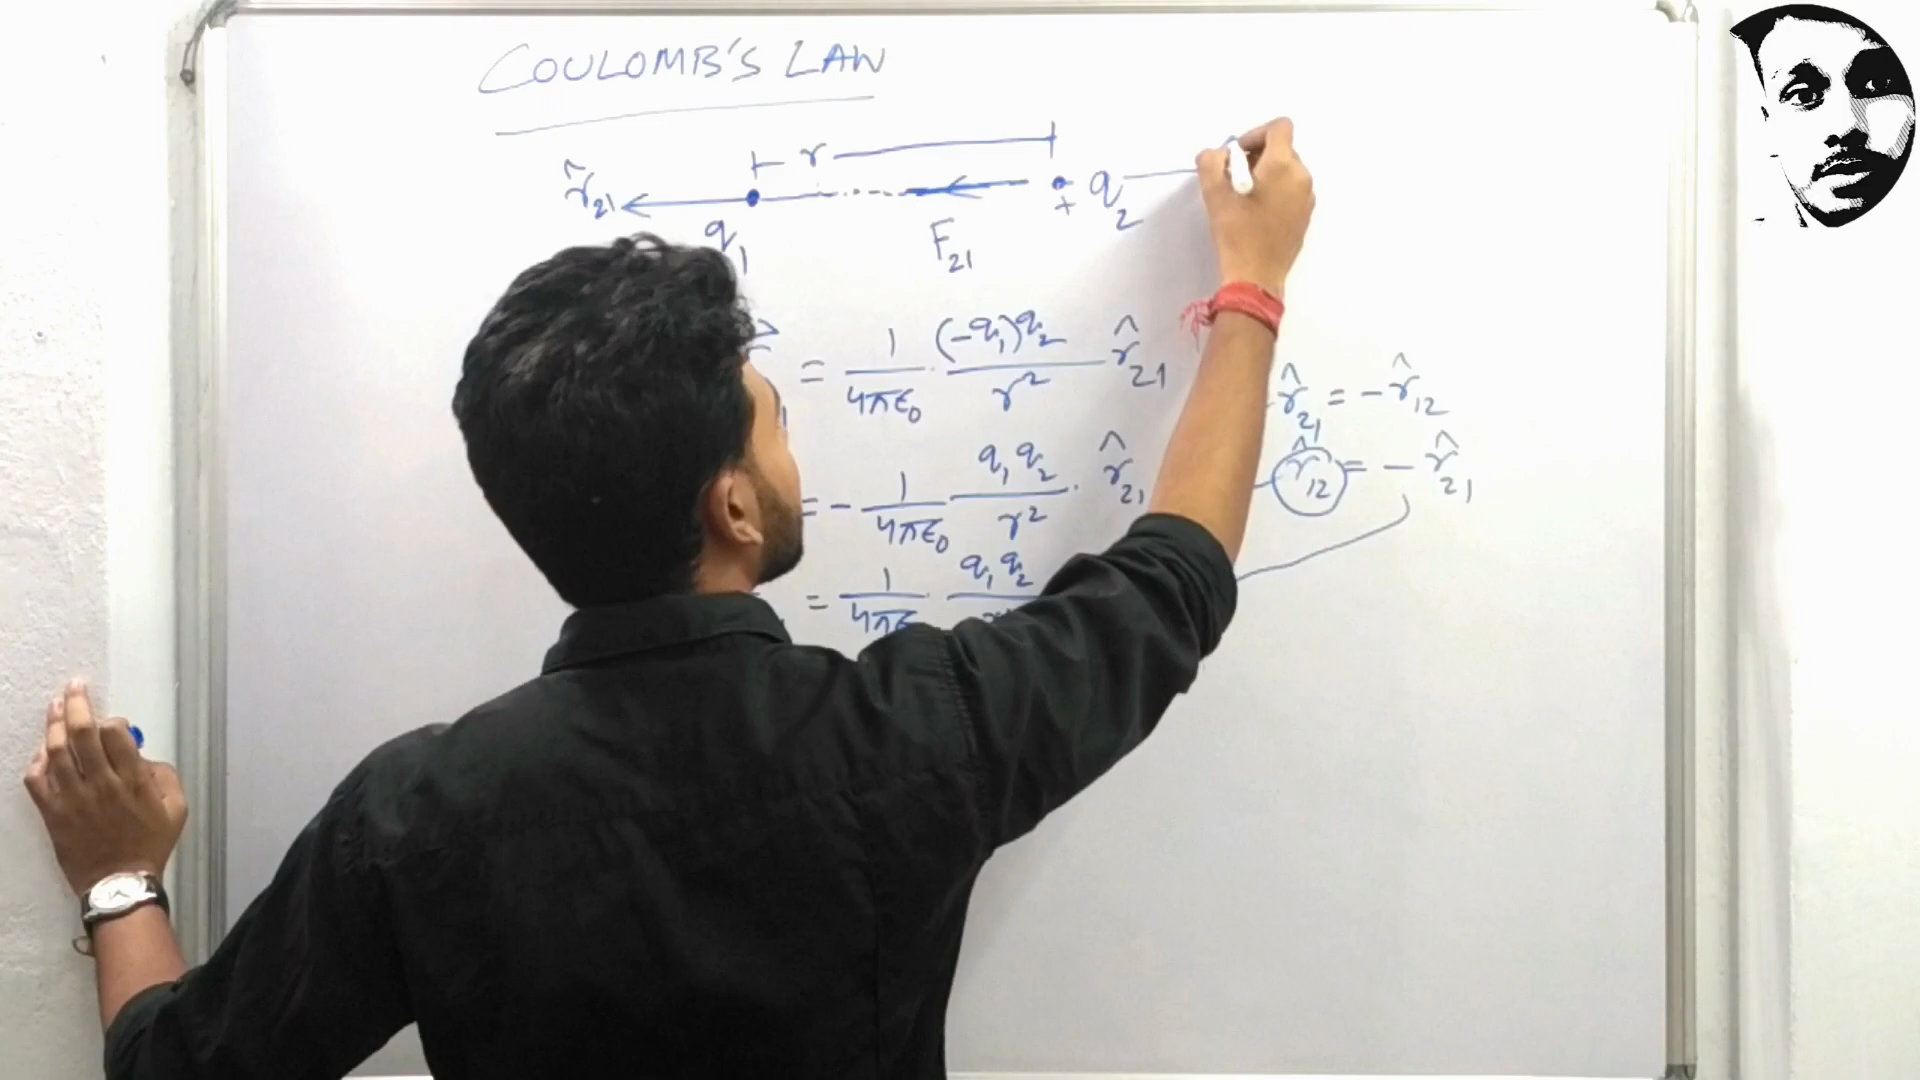 COULOMB'S LAW
r
r̂₂₁ q₁ F₂₁ + q₂
= 1/4πϵ₀ · (-q₁)q₂/r² r̂₂₁
r̂₂₁ = - r̂₁₂
= - 1/4πϵ₀ q₁q₂/r² · r̂₂₁
r̂₁₂ = - r̂₂₁
= 1/4πϵ · q₁q₂